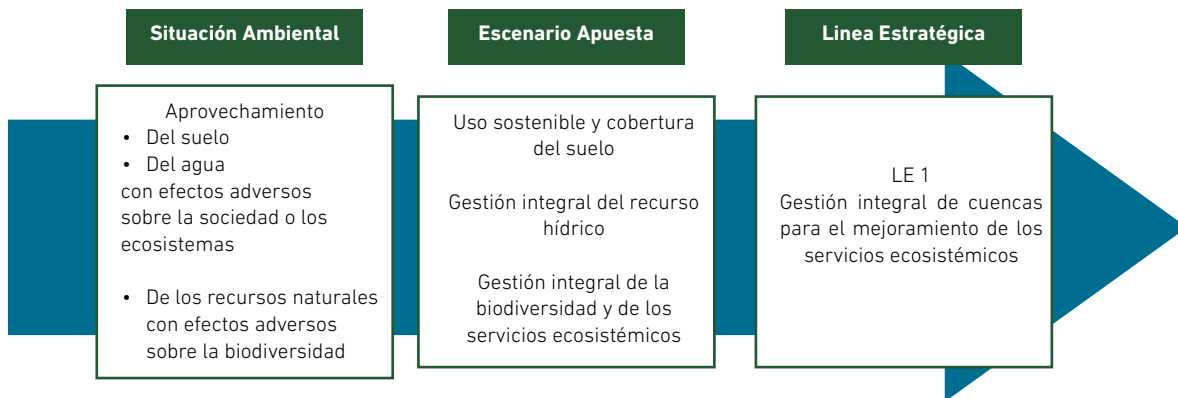 Situación Ambiental
Aprovechamiento
• Del suelo
• Del agua
con efectos adversos
sobre la sociedad o los
ecosistemas
• De los recursos naturales
con efectos adversos
sobre la biodiversidad
Escenario Apuesta
Uso sostenible y cobertura
del suelo
Gestión integral del recurso
hídrico
Gestión integral de la
biodiversidad y de los
servicios ecosistémicos
Linea Estratégica
LE 1
Gestión integral de cuencas
para el mejoramiento de los
servicios ecosistémicos